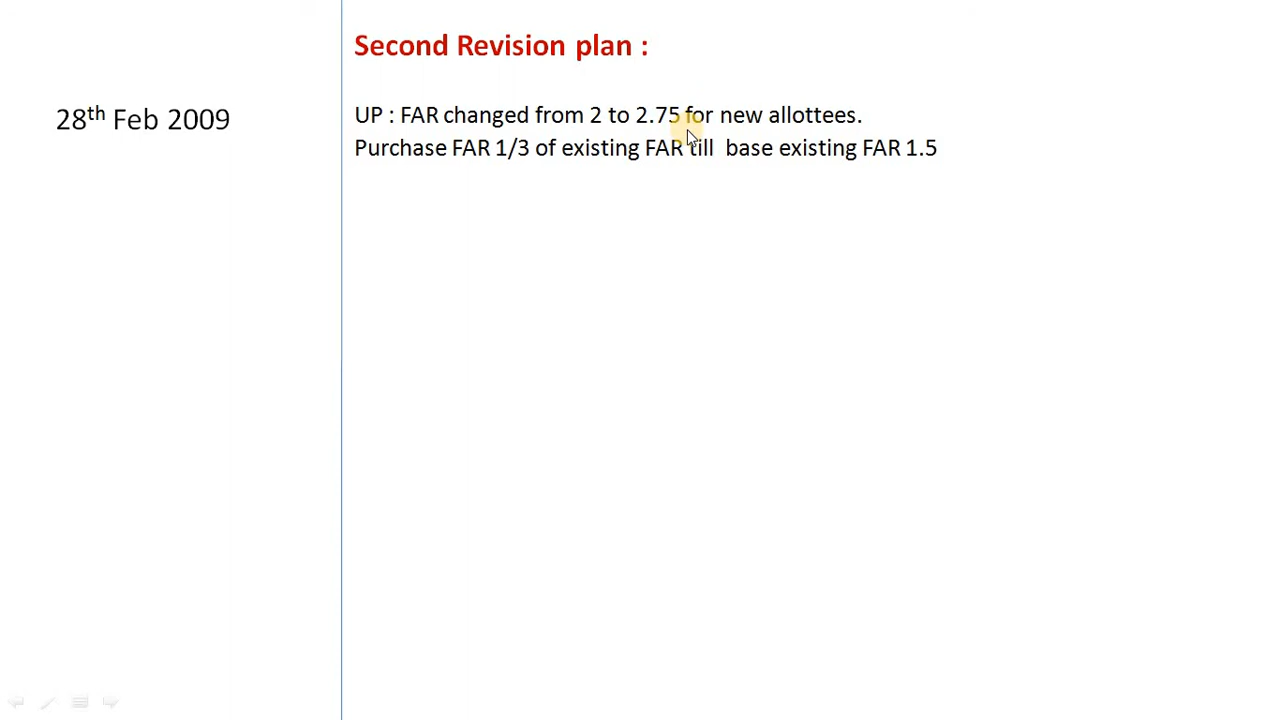 Second Revision plan :
28th Feb 2009
UP : FAR changed from 2 to 2.75 for new allottees.
Purchase FAR 1/3 of existing FAR till base existing FAR 1.5